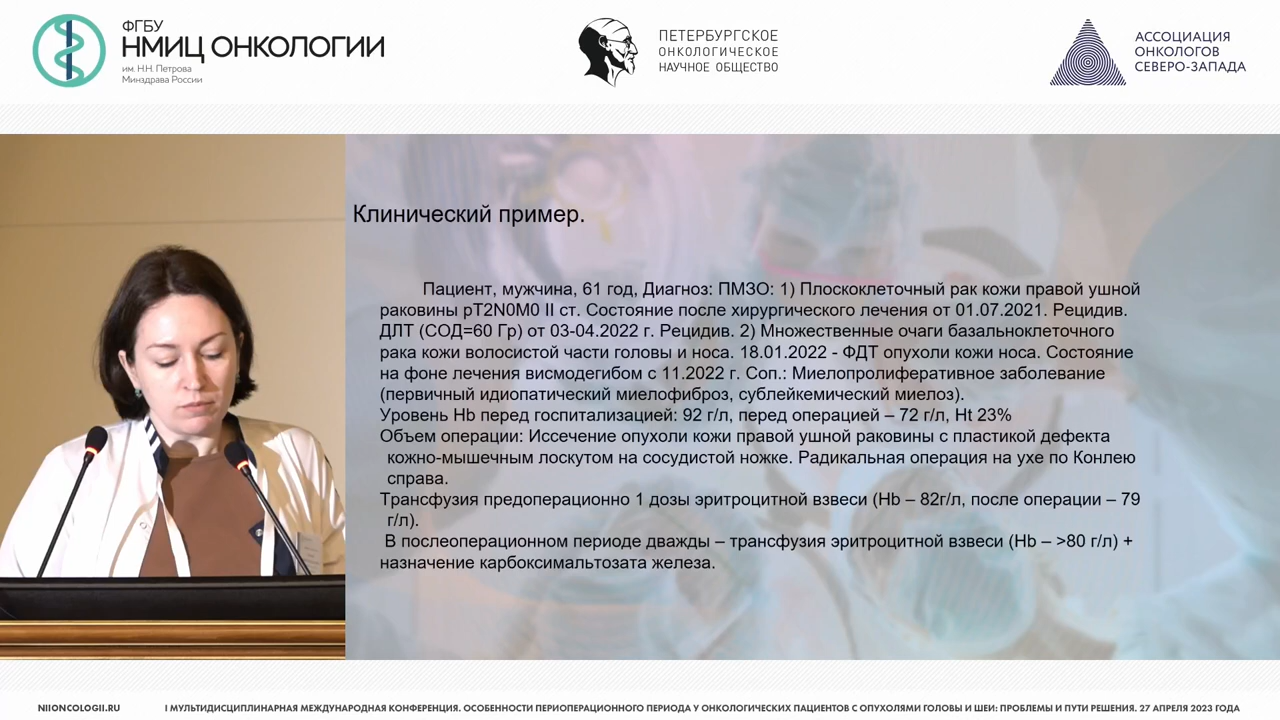 ФГБУ
НМИЦ ОНКОЛОГИИ
им. Н.Н. Петрова
Минздрава России
ПЕТЕРБУРГСКОЕ
ОНКОЛОГИЧЕСКОЕ
НАУЧНОЕ ОБЩЕСТВО
АССОЦИАЦИЯ
ОНКОЛОГОВ
СЕВЕРО-ЗАПАДА
Клинический пример.
Пациент, мужчина, 61 год, Диагноз: ПМЗО: 1) Плоскоклеточный рак кожи правой ушной
раковины pT2N0M0 II ст. Состояние после хирургического лечения от 01.07.2021. Рецидив.
ДЛТ (СОД=60 Гр) от 03-04.2022 г. Рецидив. 2) Множественные очаги базальноклеточного
рака кожи волосистой части головы и носа. 18.01.2022 - ФДТ опухоли кожи носа. Состояние
на фоне лечения висмодегибом с 11.2022 г. Соп.: Миелопролиферативное заболевание
(первичный идиопатический миелофиброз, сублейкемический миелоз).
Уровень Hb перед госпитализацией: 92 г/л, перед операцией – 72 г/л, Ht 23%
Объем операции: Иссечение опухоли кожи правой ушной раковины с пластикой дефекта
кожно-мышечным лоскутом на сосудистой ножке. Радикальная операция на ухе по Конлею
справа.
Трансфузия предоперационно 1 дозы эритроцитной взвеси (Hb – 82г/л, после операции – 79
г/л).
В послеоперационном периоде дважды – трансфузия эритроцитной взвеси (Hb – >80 г/л) +
назначение карбоксимальтозата железа.
NIIONCOLOGII.RU
I МУЛЬТИДИСЦИПЛИНАРНАЯ МЕЖДУНАРОДНАЯ КОНФЕРЕНЦИЯ. ОСОБЕННОСТИ ПЕРИОПЕРАЦИОННОГО ПЕРИОДА У ОНКОЛОГИЧЕСКИХ ПАЦИЕНТОВ С ОПУХОЛЯМИ ГОЛОВЫ И ШЕИ: ПРОБЛЕМЫ И ПУТИ РЕШЕНИЯ. 27 АПРЕЛЯ 2023 ГОДА